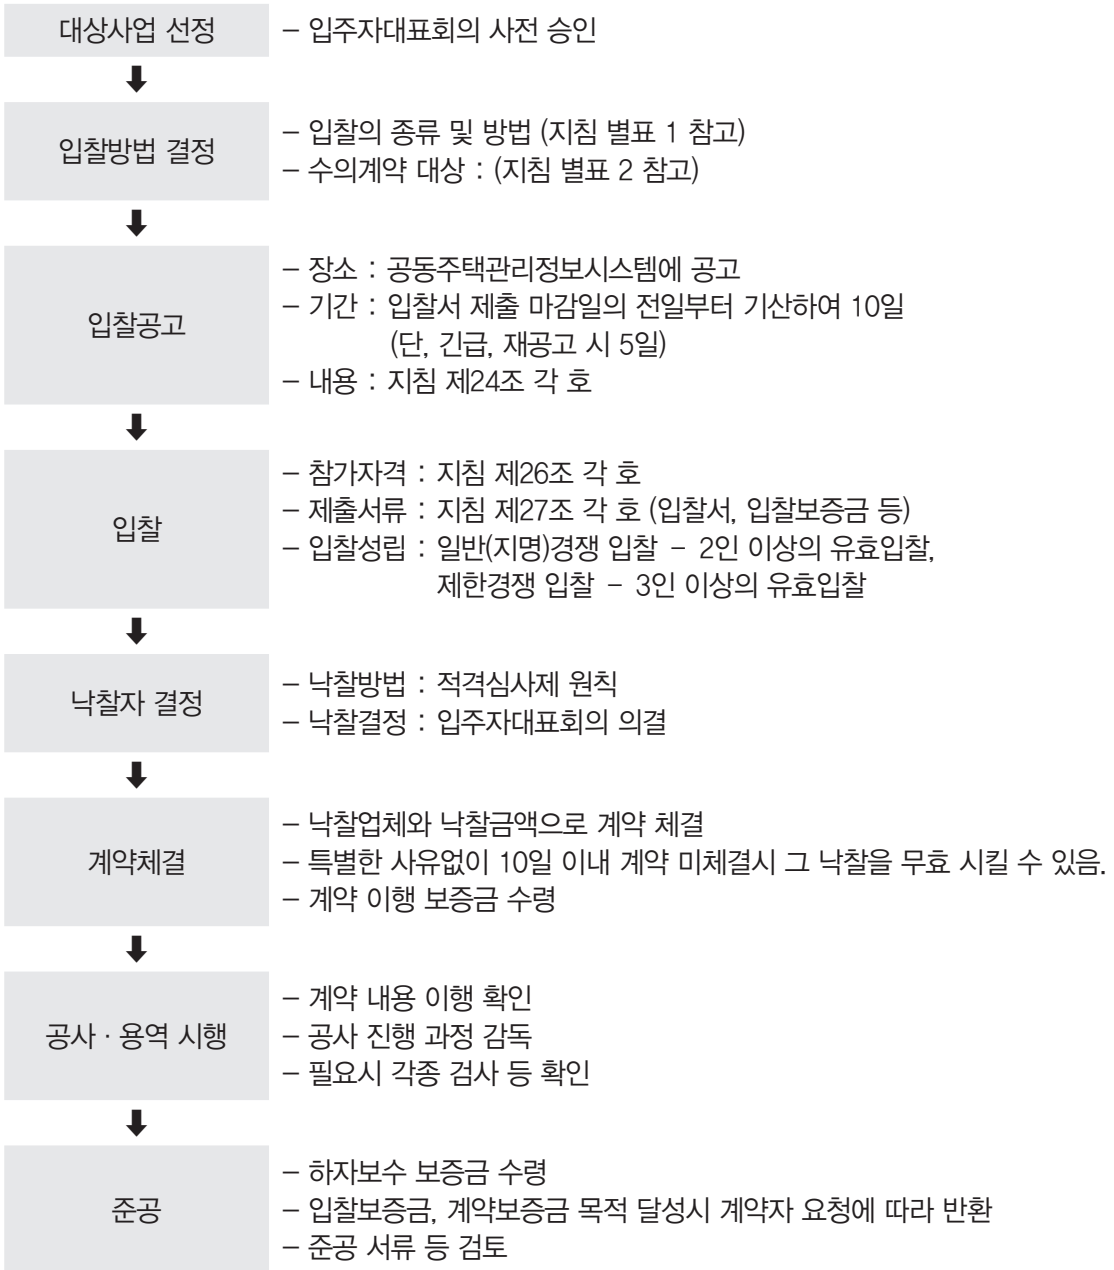 대상사업 선정
– 입주자대표회의 사전 승인
입찰방법 결정
– 입찰의 종류 및 방법 (지침 별표 1 참고)
– 수의계약 대상 : (지침 별표 2 참고)
입찰공고
– 장소 : 공동주택관리정보시스템에 공고
– 기간 : 입찰서 제출 마감일의 전일부터 기산하여 10일
(단, 긴급, 재공고 시 5일)
– 내용 : 지침 제24조 각 호
입찰
– 참가자격 : 지침 제26조 각 호
– 제출서류 : 지침 제27조 각 호 (입찰서, 입찰보증금 등)
– 입찰성립 : 일반(지명)경쟁 입찰 – 2인 이상의 유효입찰,
제한경쟁 입찰 – 3인 이상의 유효입찰
낙찰자 결정
– 낙찰방법 : 적격심사제 원칙
– 낙찰결정 : 입주자대표회의 의결
계약체결
– 낙찰업체와 낙찰금액으로 계약 체결
– 특별한 사유없이 10일 이내 계약 미체결시 그 낙찰을 무효 시킬 수 있음.
– 계약 이행 보증금 수령
공사 · 용역 시행
– 계약 내용 이행 확인
– 공사 진행 과정 감독
– 필요시 각종 검사 등 확인
준공
– 하자보수 보증금 수령
– 입찰보증금, 계약보증금 목적 달성시 계약자 요청에 따라 반환
– 준공 서류 등 검토